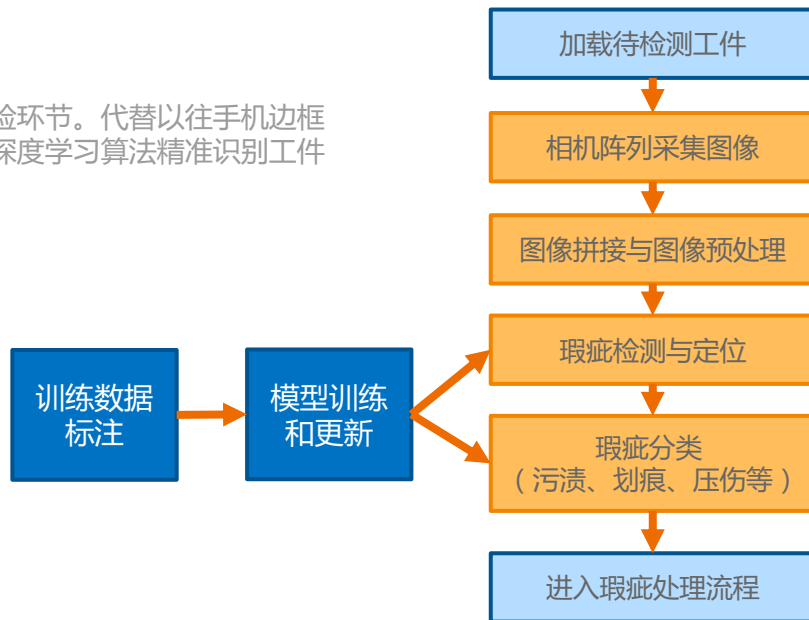 加载待检测工件
检环节。代替以往手机边框
深度学习算法精准识别工件
相机阵列采集图像
图像拼接与图像预处理
瑕疵检测与定位
训练数据
标注
模型训练
和更新
瑕疵分类
（污渍、划痕、压伤等）
进入瑕疵处理流程